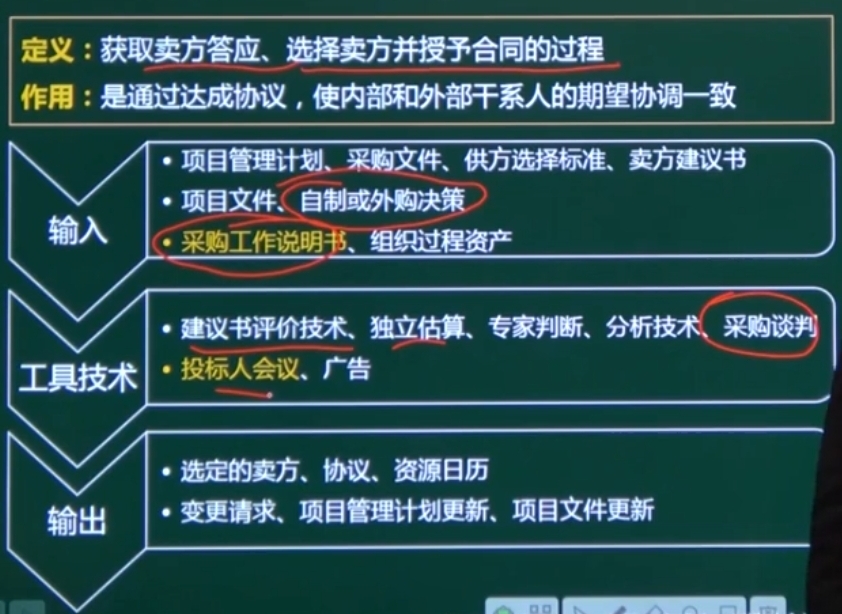 定义：获取卖方答应、选择卖方并授予合同的过程
作用：是通过达成协议，使内部和外部干系人的期望协调一致
输入
• 项目管理计划、采购文件、供方选择标准、卖方建议书
• 项目文件、自制或外购决策
• 采购工作说明书、组织过程资产
工具技术
• 建议书评价技术、独立估算、专家判断、分析技术、采购谈判
• 投标人会议、广告
输出
• 选定的卖方、协议、资源日历
• 变更请求、项目管理计划更新、项目文件更新